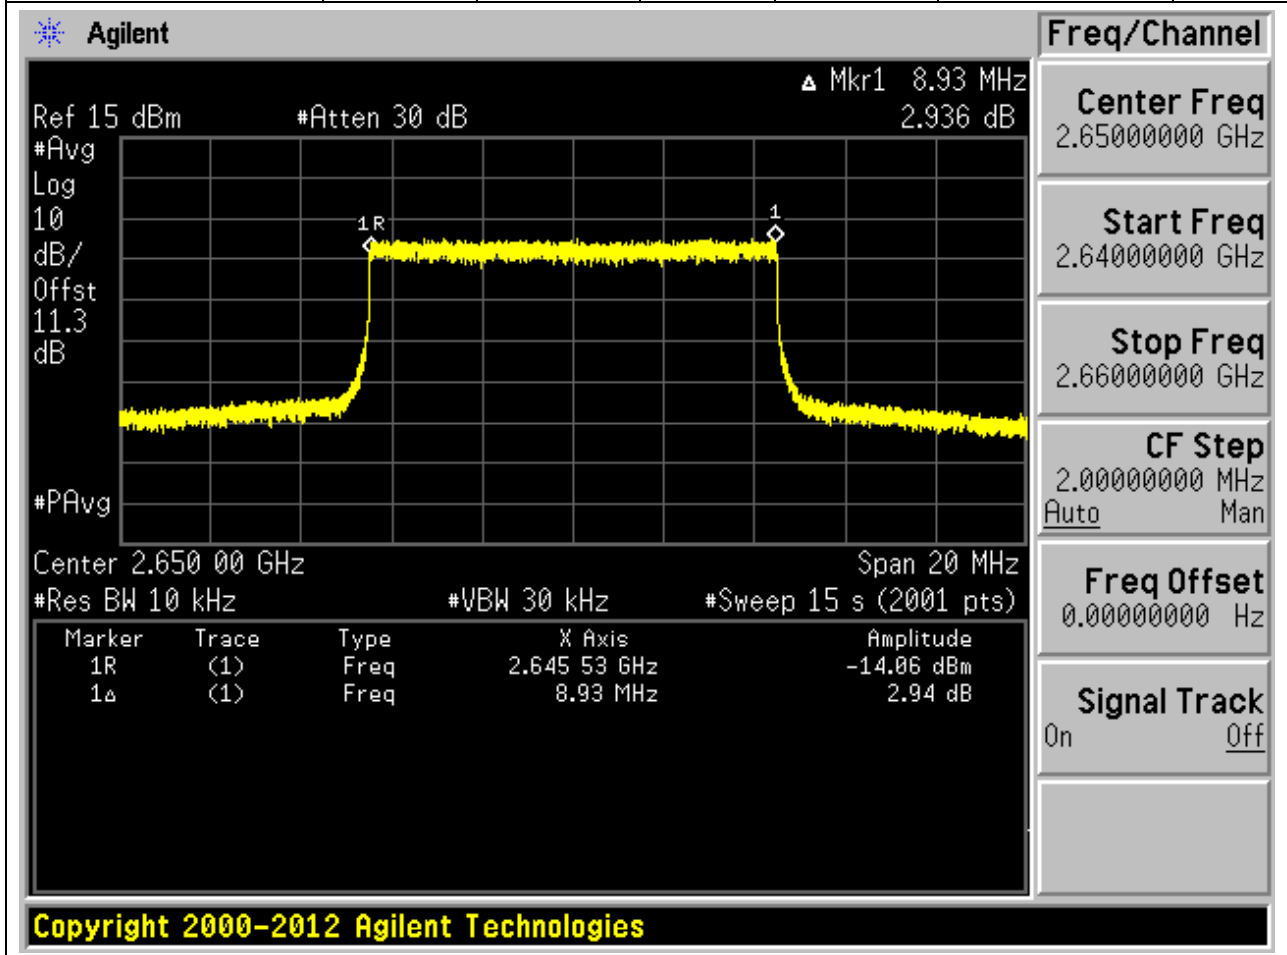 Agilent
Freq/Channel
▵ Mkr1 8.93 MHz
Ref 15 dBm #Atten 30 dB 2.936 dB
#Avg
Log
10
dB/
Offst
11.3
dB
#PAvg
1R
1
Center 2.650 00 GHz Span 20 MHz
#Res BW 10 kHz #VBW 30 kHz #Sweep 15 s (2001 pts)
Marker Trace Type X Axis Amplitude
1R (1) Freq 2.645 53 GHz -14.06 dBm
1▵ (1) Freq 8.93 MHz 2.94 dB
Center Freq
2.65000000 GHz
Start Freq
2.64000000 GHz
Stop Freq
2.66000000 GHz
CF Step
2.00000000 MHz
Auto Man
Freq Offset
0.00000000 Hz
Signal Track
On Off
Copyright 2000-2012 Agilent Technologies